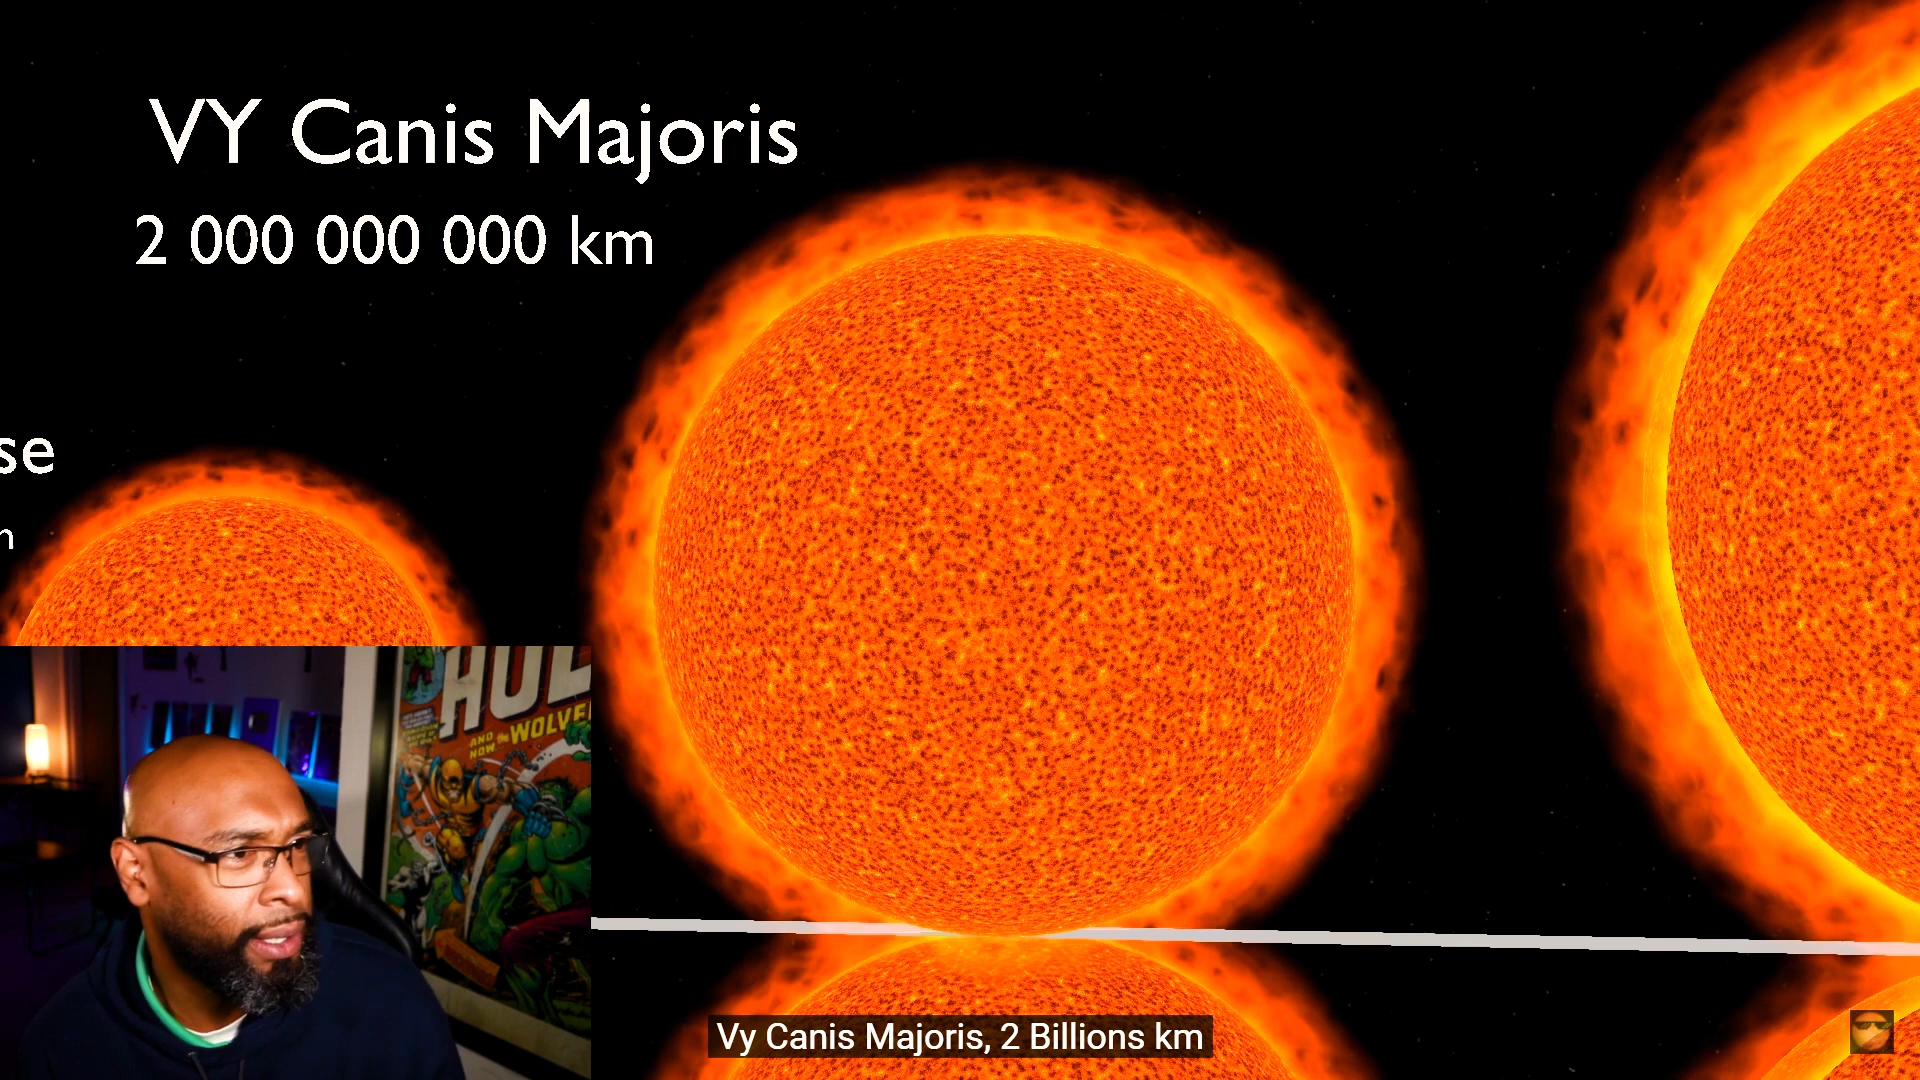 VY Canis Majoris
2 000 000 000 km
se
n
HUL
AND
NOW... THE WOLVE
Vy Canis Majoris, 2 Billions km